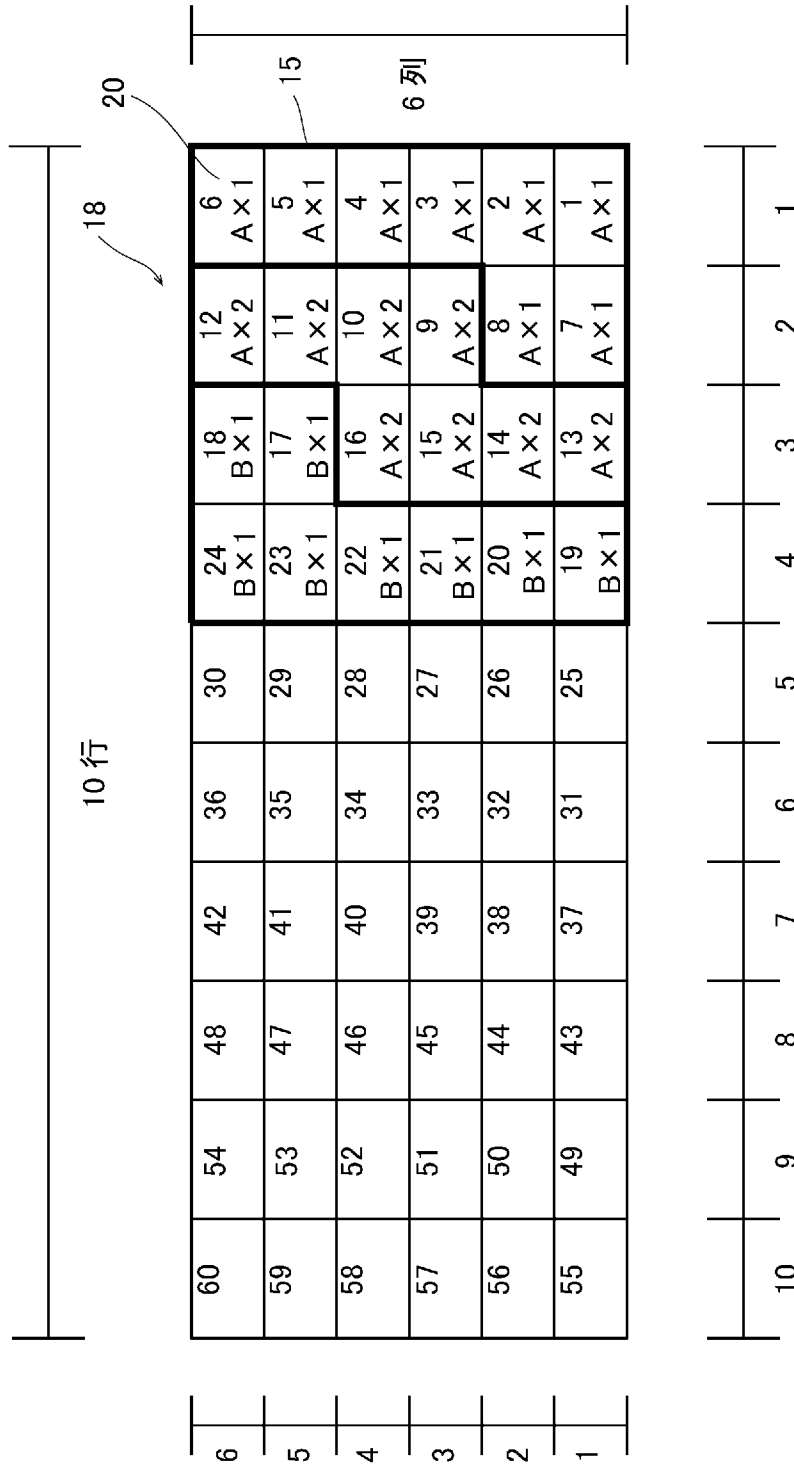 10行 18 20
6 60 54 48 42 36 30 24 18 12 6
B×1 B×1 A×2 A×1
15
5 59 53 47 41 35 29 23 17 11 5
B×1 B×1 A×2 A×1
4 58 52 46 40 34 28 22 16 10 4
B×1 A×2 A×2 A×1
6列
3 57 51 45 39 33 27 21 15 9 3
B×1 A×2 A×2 A×1
2 56 50 44 38 32 26 20 14 8 2
B×1 A×2 A×1 A×1
1 55 49 43 37 31 25 19 13 7 1
B×1 A×2 A×1 A×1
10 9 8 7 6 5 4 3 2 1